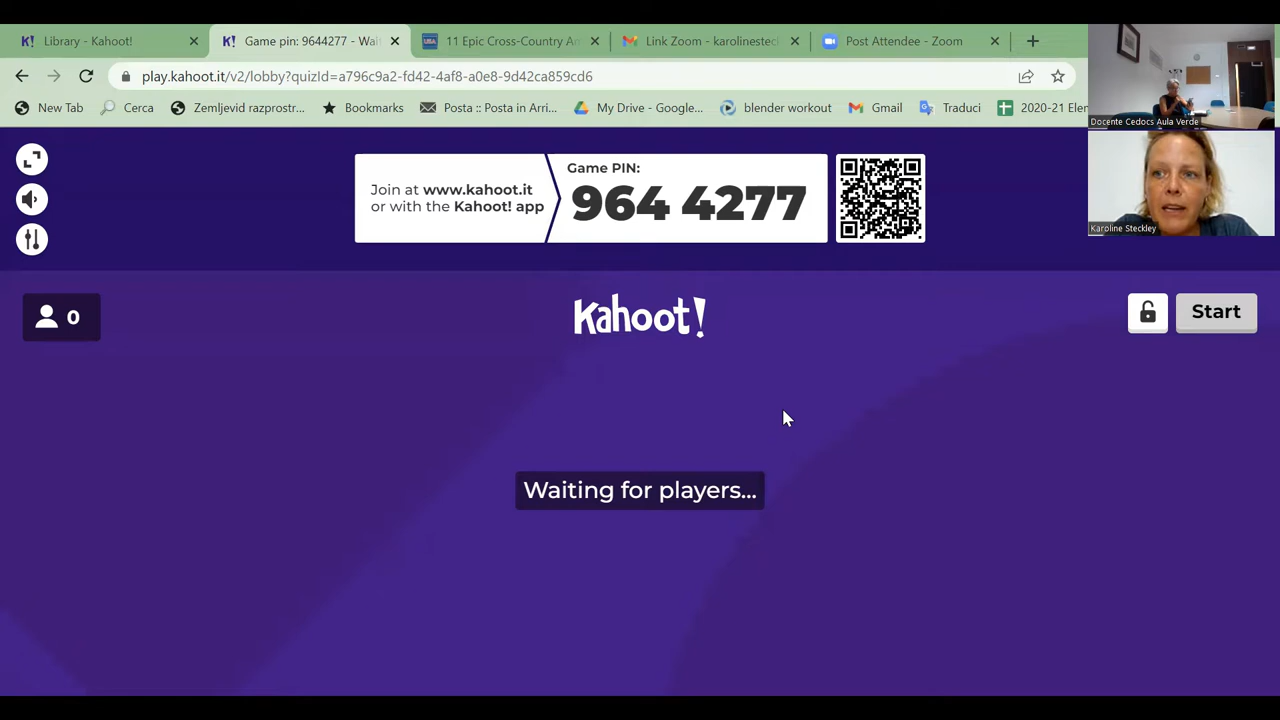 Library - Kahoot!
Game pin: 9644277 - Wai
11 Epic Cross-Country Am
Link Zoom - karolinesteci
Post Attendee - Zoom
play.kahoot.it/v2/lobby?quizId=a796c9a2-fd42-4af8-a0e8-9d42ca859cd6
New Tab
Cerca
Zemljevid razprostr...
Bookmarks
Posta :: Posta in Arri...
My Drive - Google...
blender workout
Gmail
Traduci
2020-21 Elem
Docente Cedocs Aula Verde
Karoline Steckley
Join at www.kahoot.it
or with the Kahoot! app
Game PIN:
964 4277
0
Kahoot!
Start
Waiting for players...